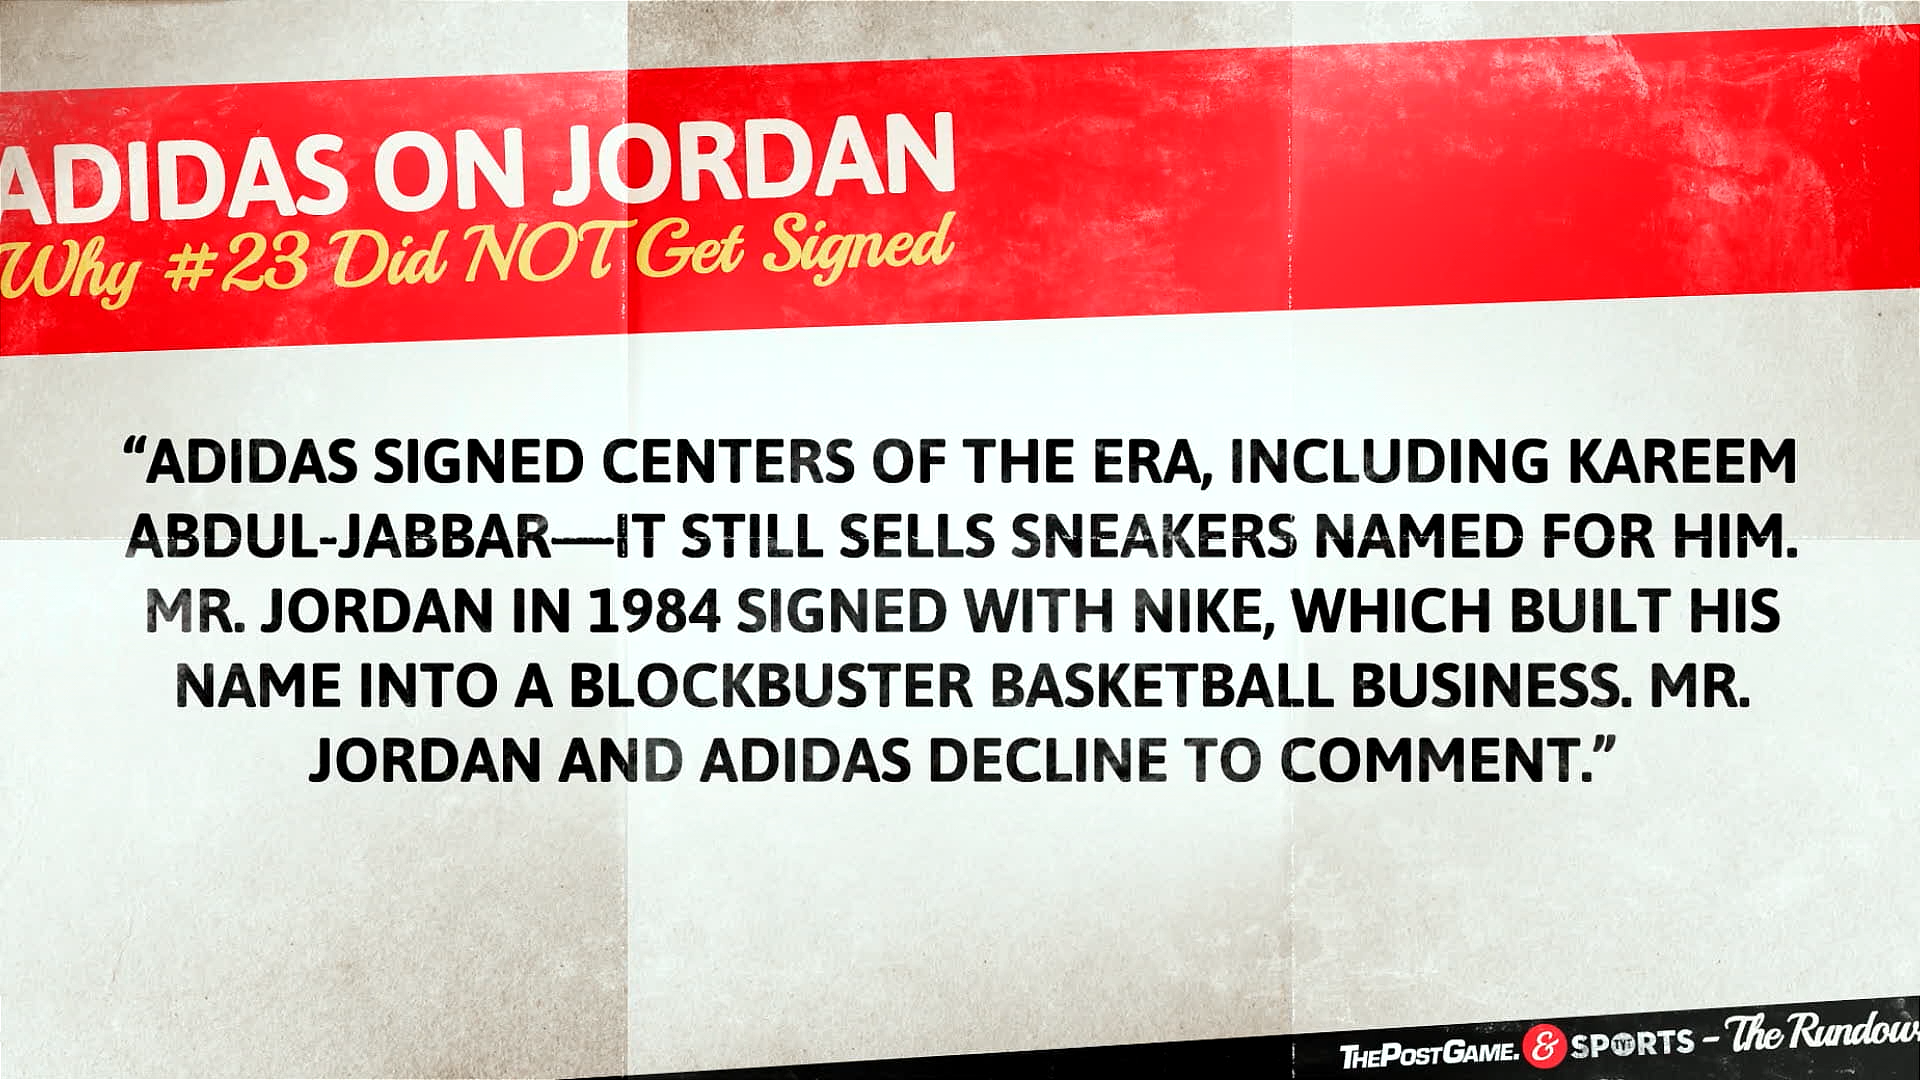 ADIDAS ON JORDAN
Why #23 Did NOT Get Signed
“ADIDAS SIGNED CENTERS OF THE ERA, INCLUDING KAREEM
ABDUL-JABBAR—IT STILL SELLS SNEAKERS NAMED FOR HIM.
MR. JORDAN IN 1984 SIGNED WITH NIKE, WHICH BUILT HIS
NAME INTO A BLOCKBUSTER BASKETBALL BUSINESS. MR.
JORDAN AND ADIDAS DECLINE TO COMMENT.”
THEPOSTGAME. & TYT SPORTS – The Rundow